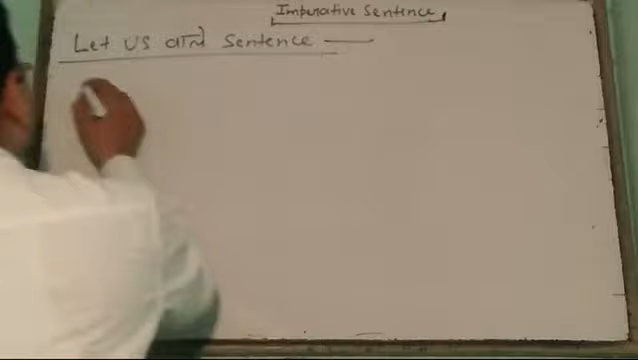 Imperative Sentence
Let us वाले Sentence —